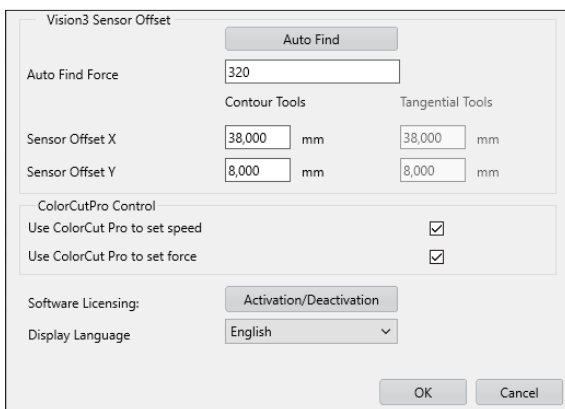 Vision3 Sensor Offset
Auto Find
Auto Find Force 320
Contour Tools Tangential Tools
Sensor Offset X 38,000 mm 38,000 mm
Sensor Offset Y 8,000 mm 8,000 mm
ColorCutPro Control
Use ColorCut Pro to set speed
Use ColorCut Pro to set force
Software Licensing: Activation/Deactivation
Display Language English
OK Cancel